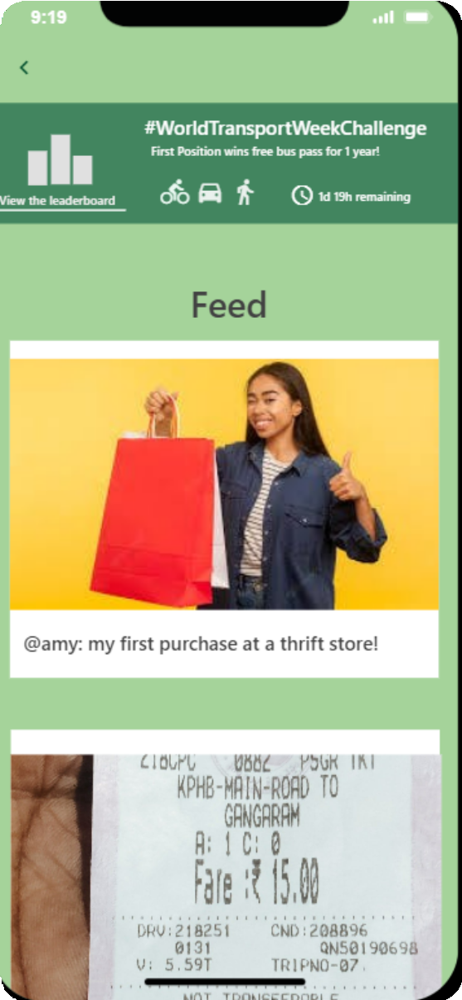 9:19
#WorldTransportWeekChallenge
First Position wins free bus pass for 1 year!
View the leaderboard
1d 19h remaining
Feed
@amy: my first purchase at a thrift store!
0882 PSGR TKT
KPHB-MAIN-ROAD TO
GANGARAM
A: 1 C: 0
Fare :₹ 15.00
DRV:218251 CND:208896
0131 QN50190698
V: 5.59T TRIPNO-07.
NOT TRANSFERABLE